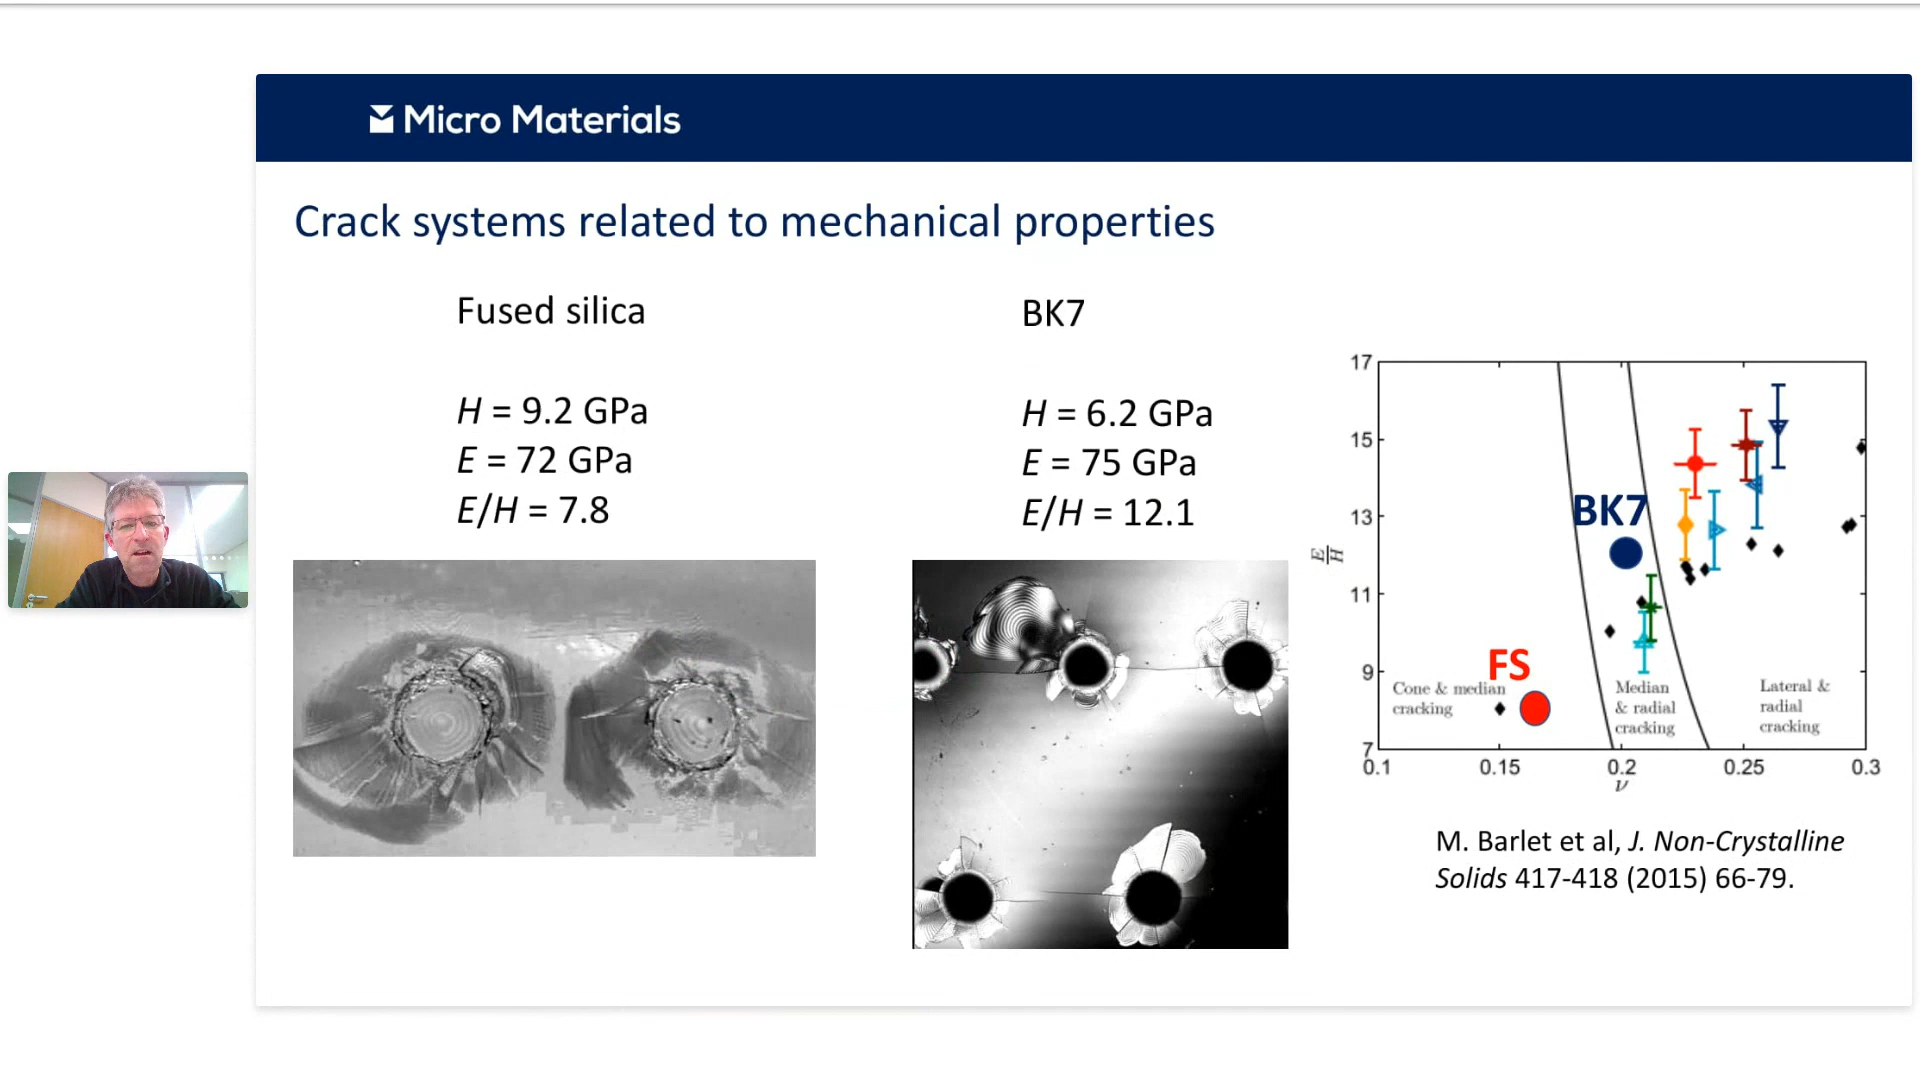 Micro Materials
Crack systems related to mechanical properties
Fused silica
H = 9.2 GPa
E = 72 GPa
E/H = 7.8
BK7
H = 6.2 GPa
E = 75 GPa
E/H = 12.1
17
15
13
11
9
7
E
H
BK7
FS
Cone & median
cracking
Median
& radial
cracking
Lateral &
radial
cracking
0.1
0.15
0.2
0.25
0.3
ν
M. Barlet et al, J. Non-Crystalline
Solids 417-418 (2015) 66-79.